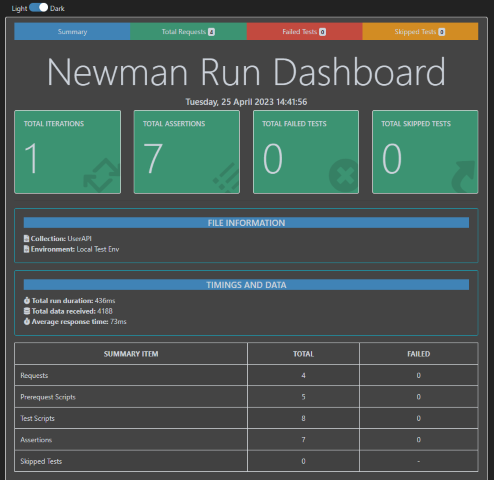 Light Dark
Summary Total Requests 4 Failed Tests 0 Skipped Tests 0
Newman Run Dashboard
Tuesday, 25 April 2023 14:41:56
TOTAL ITERATIONS TOTAL ASSERTIONS TOTAL FAILED TESTS TOTAL SKIPPED TESTS
1 7 0 0
FILE INFORMATION
Collection: UserAPI
Environment: Local Test Env
TIMINGS AND DATA
Total run duration: 436ms
Total data received: 418B
Average response time: 73ms
SUMMARY ITEM TOTAL FAILED
Requests 4 0
Prerequest Scripts 5 0
Test Scripts 8 0
Assertions 7 0
Skipped Tests 0 -